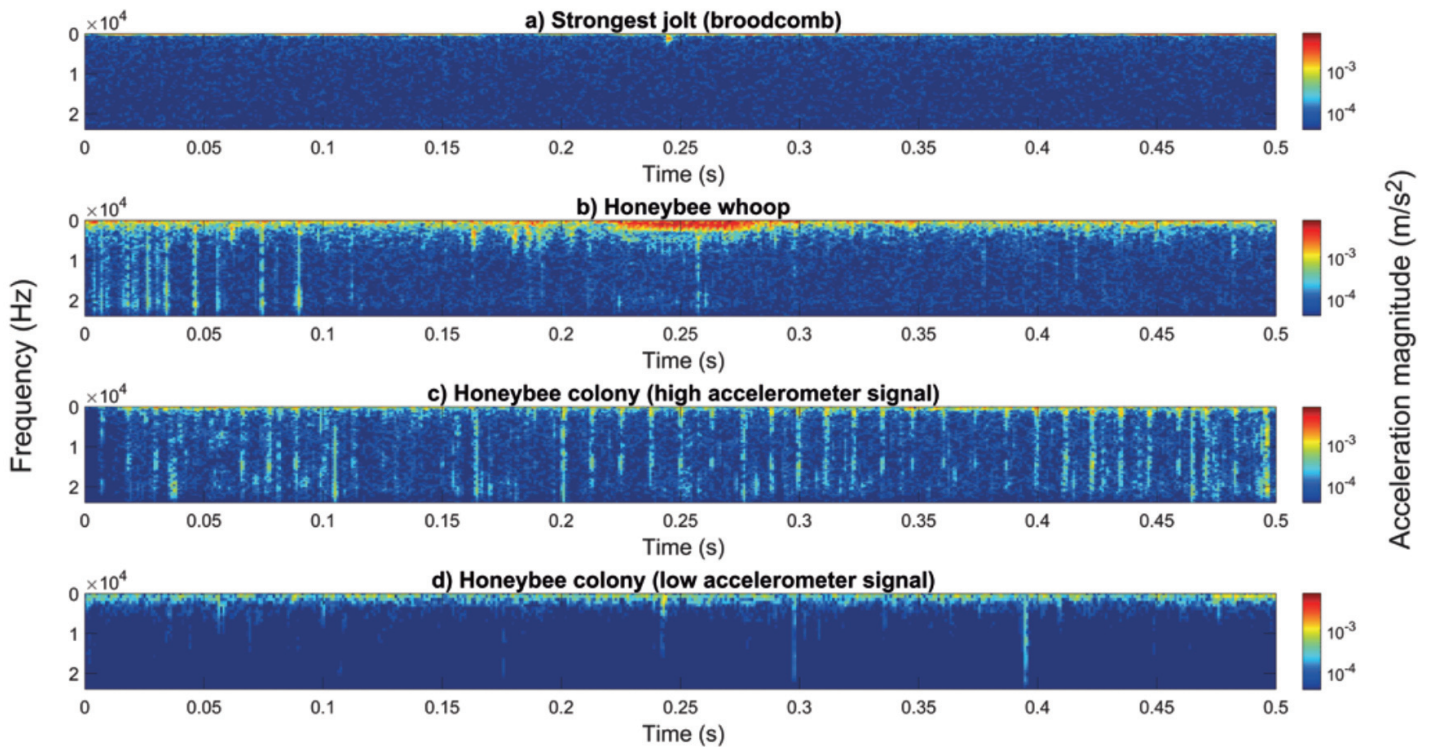 a) Strongest jolt (broodcomb)
×10⁴
0
1
2
0 0.05 0.1 0.15 0.2 0.25 0.3 0.35 0.4 0.45 0.5
Time (s)
10⁻³
10⁻⁴
b) Honeybee whoop
×10⁴
0
1
2
0 0.05 0.1 0.15 0.2 0.25 0.3 0.35 0.4 0.45 0.5
Time (s)
10⁻³
10⁻⁴
c) Honeybee colony (high accelerometer signal)
×10⁴
0
1
2
0 0.05 0.1 0.15 0.2 0.25 0.3 0.35 0.4 0.45 0.5
Time (s)
10⁻³
10⁻⁴
d) Honeybee colony (low accelerometer signal)
×10⁴
0
1
2
0 0.05 0.1 0.15 0.2 0.25 0.3 0.35 0.4 0.45 0.5
Time (s)
10⁻³
10⁻⁴
Frequency (Hz)
Acceleration magnitude (m/s²)